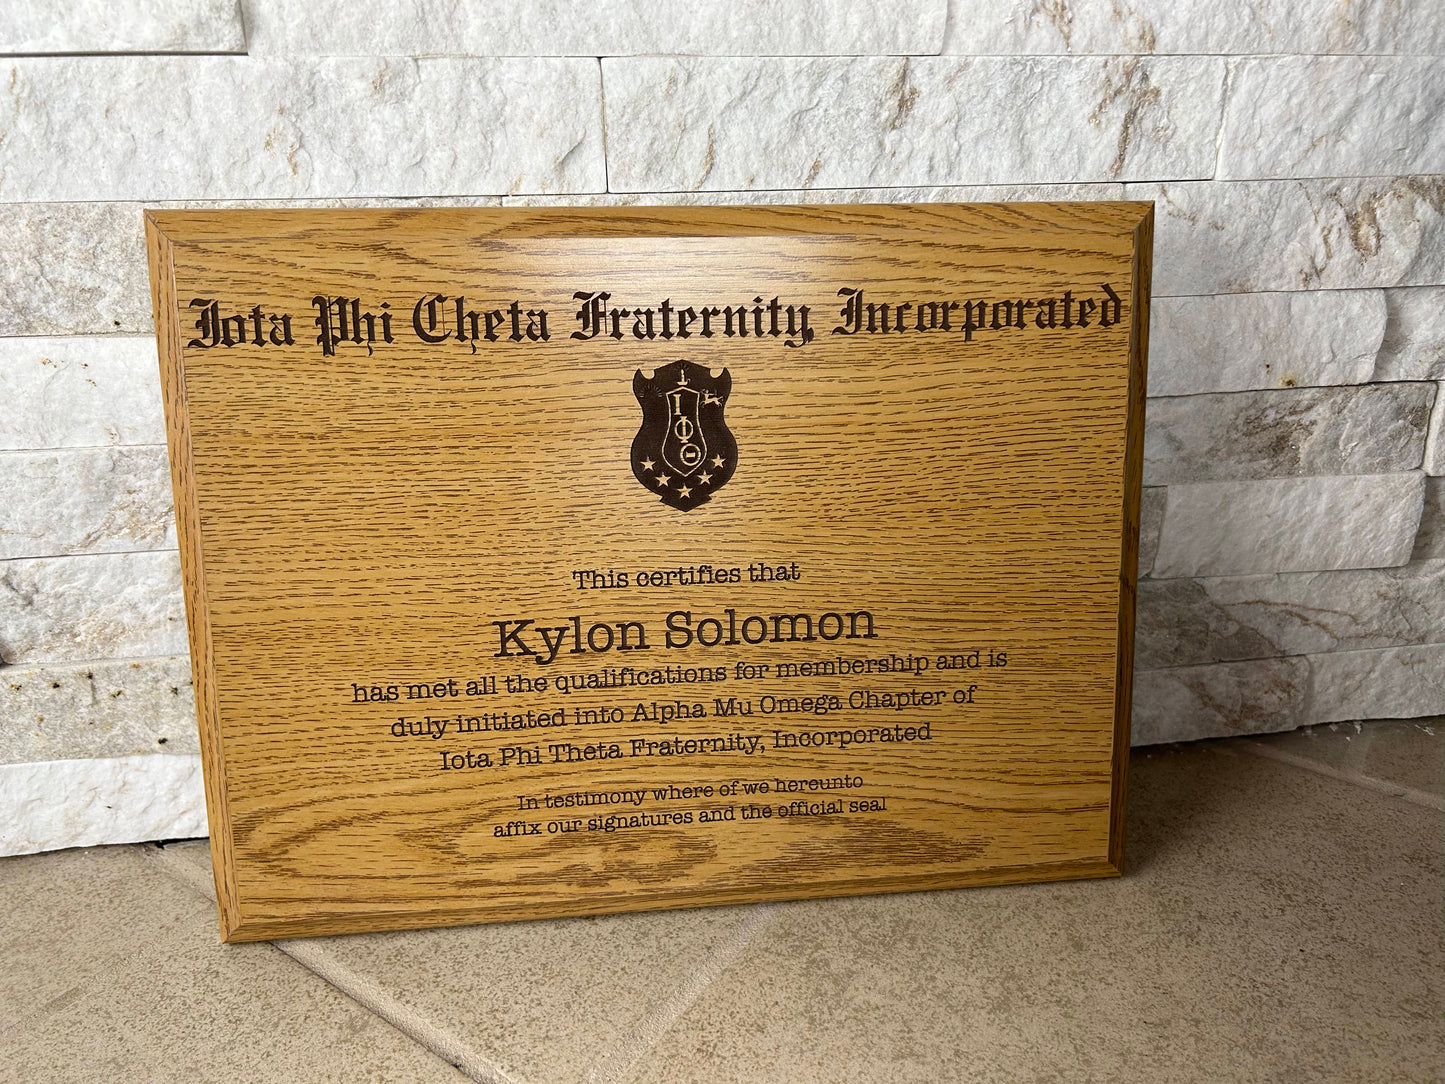 Iota Phi Cheta Fraternity, Incorporated
Ι
Φ
Θ
This certifies that
Kylon Solomon
has met all the qualifications for membership and is
duly initiated into Alpha Mu Omega Chapter of
Iota Phi Theta Fraternity, Incorporated
In testimony where of we hereunto
affix our signatures and the official seal